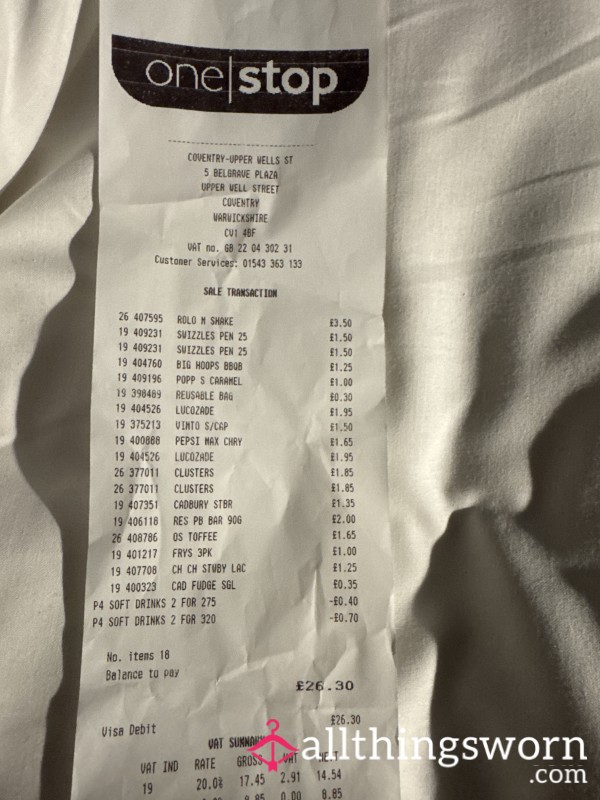 one|stop
COVENTRY-UPPER WELLS ST
5 BELGRAVE PLAZA
UPPER WELL STREET
COVENTRY
WARWICKSHIRE
CV1 4BF
VAT no. GB 22 04 302 31
Customer Services: 01543 363 133
SALE TRANSACTION
26 407595 ROLO M SHAKE £3.50
19 409231 SWIZZLES PEN 25 £1.50
19 409231 SWIZZLES PEN 25 £1.50
19 404760 BIG HOOPS BBQB £1.25
19 409196 POPP S CARAMEL £1.00
19 398489 REUSABLE BAG £0.30
19 404526 LUCOZADE £1.95
19 375213 VIMTO S/CAP £1.50
19 400888 PEPSI MAX CHRY £1.65
19 404526 LUCOZADE £1.95
26 377011 CLUSTERS £1.85
26 377011 CLUSTERS £1.85
19 407351 CADBURY STBR £1.35
19 406118 RES PB BAR 90G £2.00
26 408786 OS TOFFEE £1.65
19 401217 FRYS 3PK £1.00
19 407708 CH CH STWBY LAC £1.25
19 400323 CAD FUDGE SGL £0.35
P4 SOFT DRINKS 2 FOR 275 -£0.40
P4 SOFT DRINKS 2 FOR 320 -£0.70
No. items 18
Balance to pay £26.30
Visa Debit £26.30
VAT SUMMARY
VAT IND RATE GROSS VAT NETT
19 20.0% 17.45 2.91 14.54
8.85 0.00 8.85
allthingsworn
.com